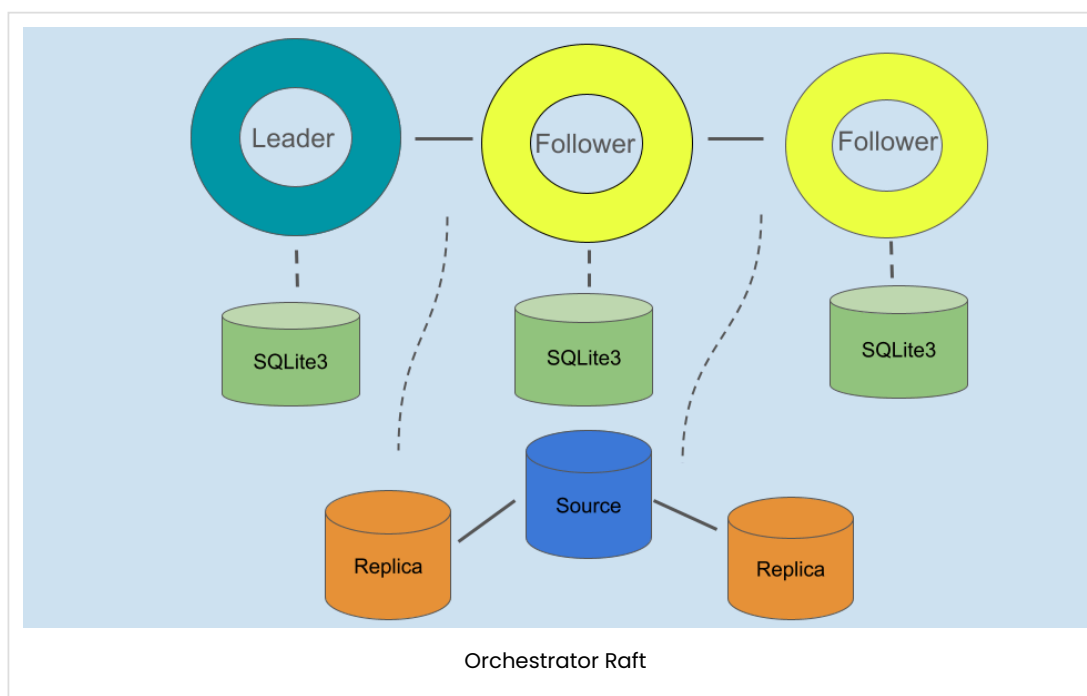 Leader
Follower
Follower
SQLite3
SQLite3
SQLite3
Source
Replica
Replica
Orchestrator Raft